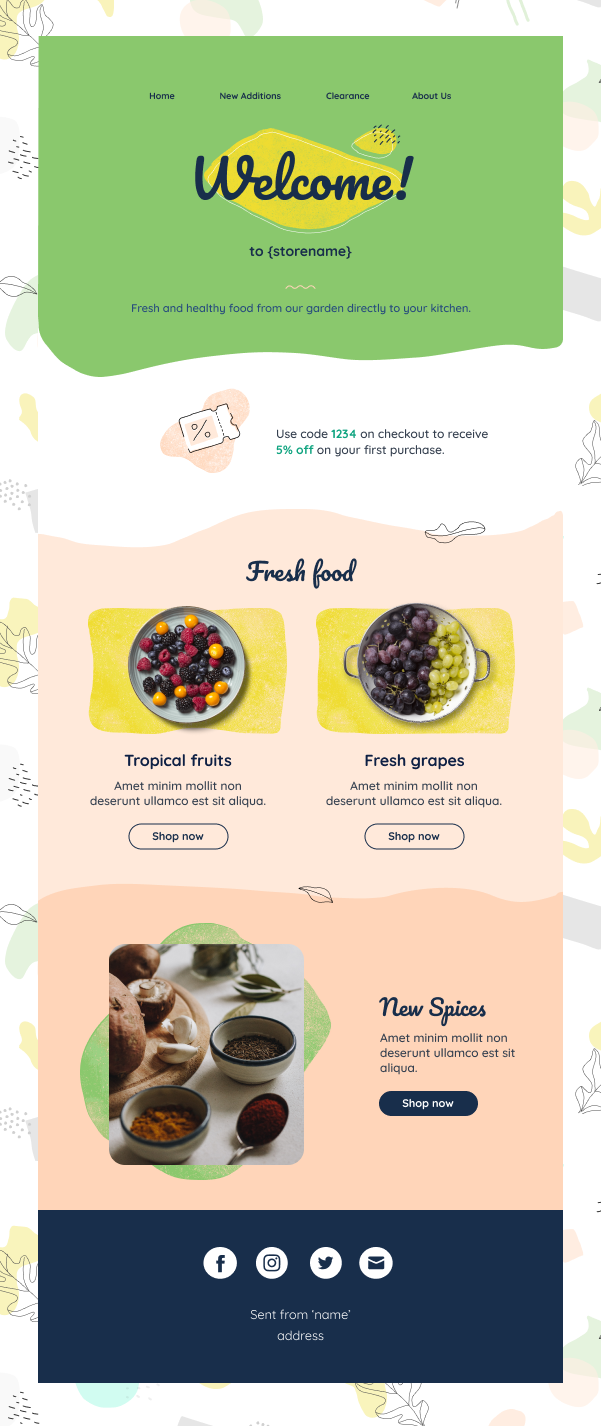 Home New Additions Clearance About Us
Welcome!
to {storename}
Fresh and healthy food from our garden directly to your kitchen.
Use code 1234 on checkout to receive
5% off on your first purchase.
Fresh food
Tropical fruits
Amet minim mollit non
deserunt ullamco est sit aliqua.
Shop now
Fresh grapes
Amet minim mollit non
deserunt ullamco est sit aliqua.
Shop now
New Spices
Amet minim mollit non
deserunt ullamco est sit
aliqua.
Shop now
Sent from ‘name’
address